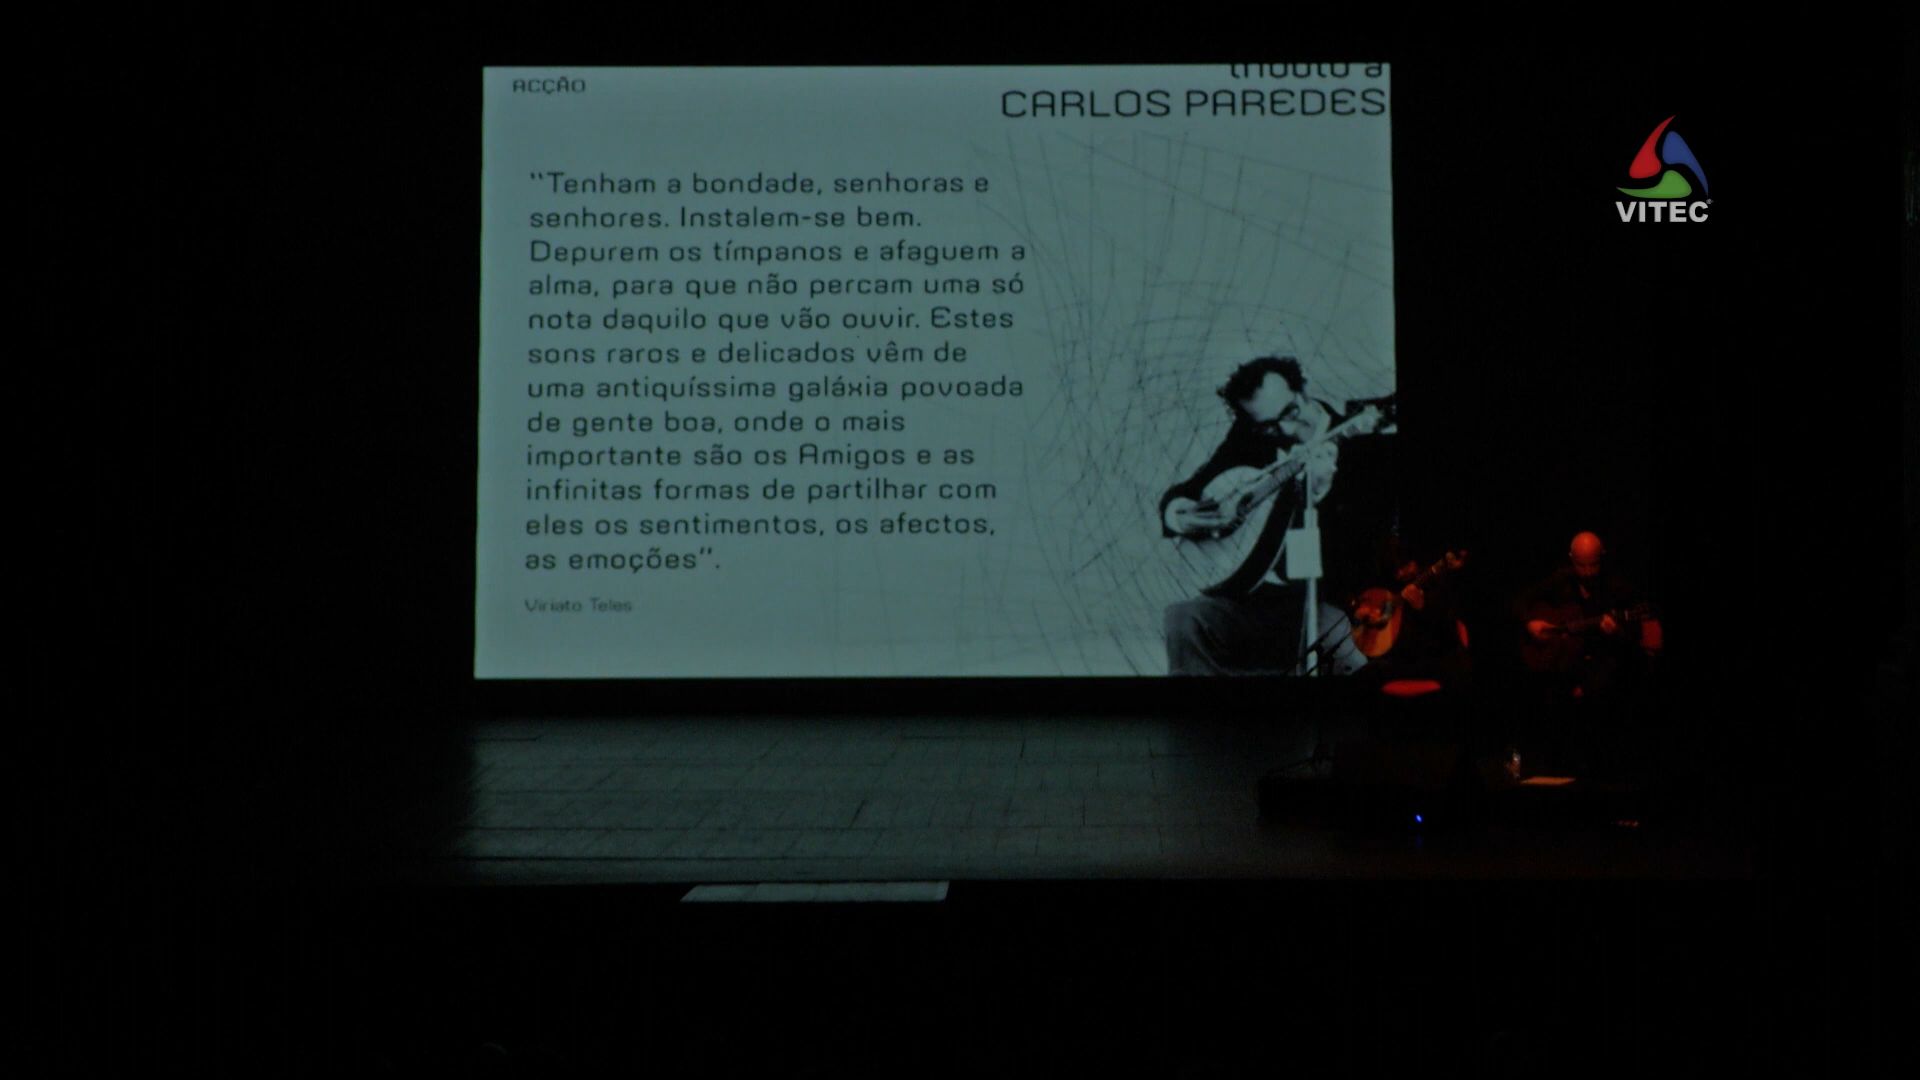 ACÇÃO
tributo a
CARLOS PAREDES
"Tenham a bondade, senhoras e
senhores. Instalem-se bem.
Depurem os tímpanos e afaguem a
alma, para que não percam uma só
nota daquilo que vão ouvir. Estes
sons raros e delicados vêm de
uma antiquíssima galáxia povoada
de gente boa, onde o mais
importante são os Amigos e as
infinitas formas de partilhar com
eles os sentimentos, os afectos,
as emoções".
Viriato Teles
VITEC